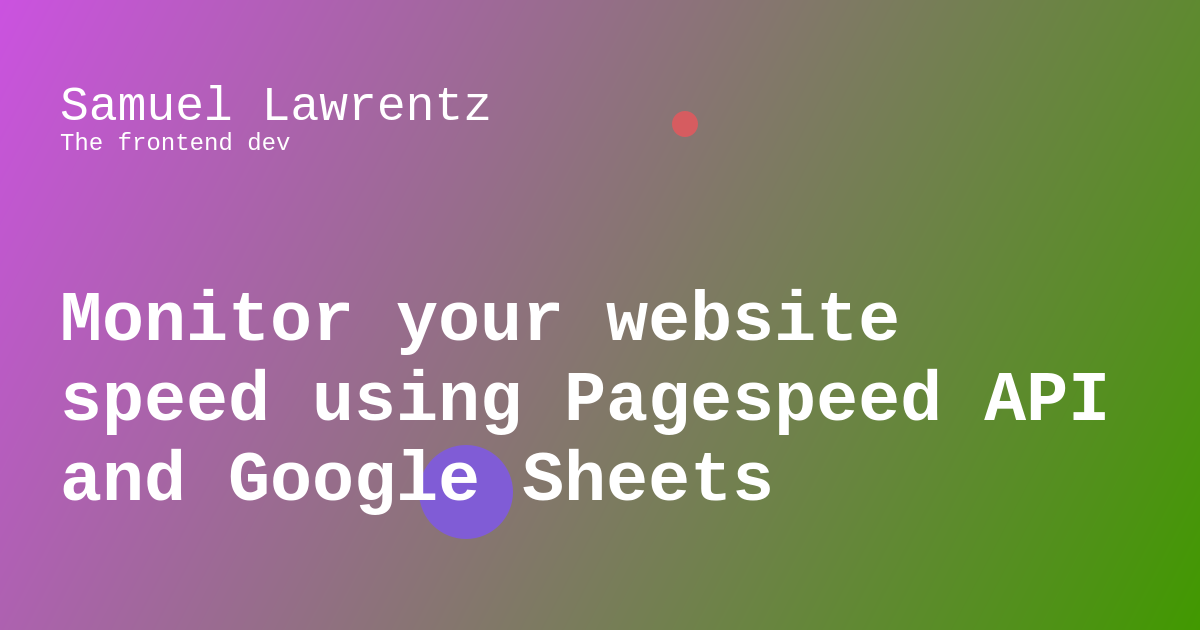 Samuel Lawrentz
The frontend dev
Monitor your website
speed using Pagespeed API
and Google Sheets